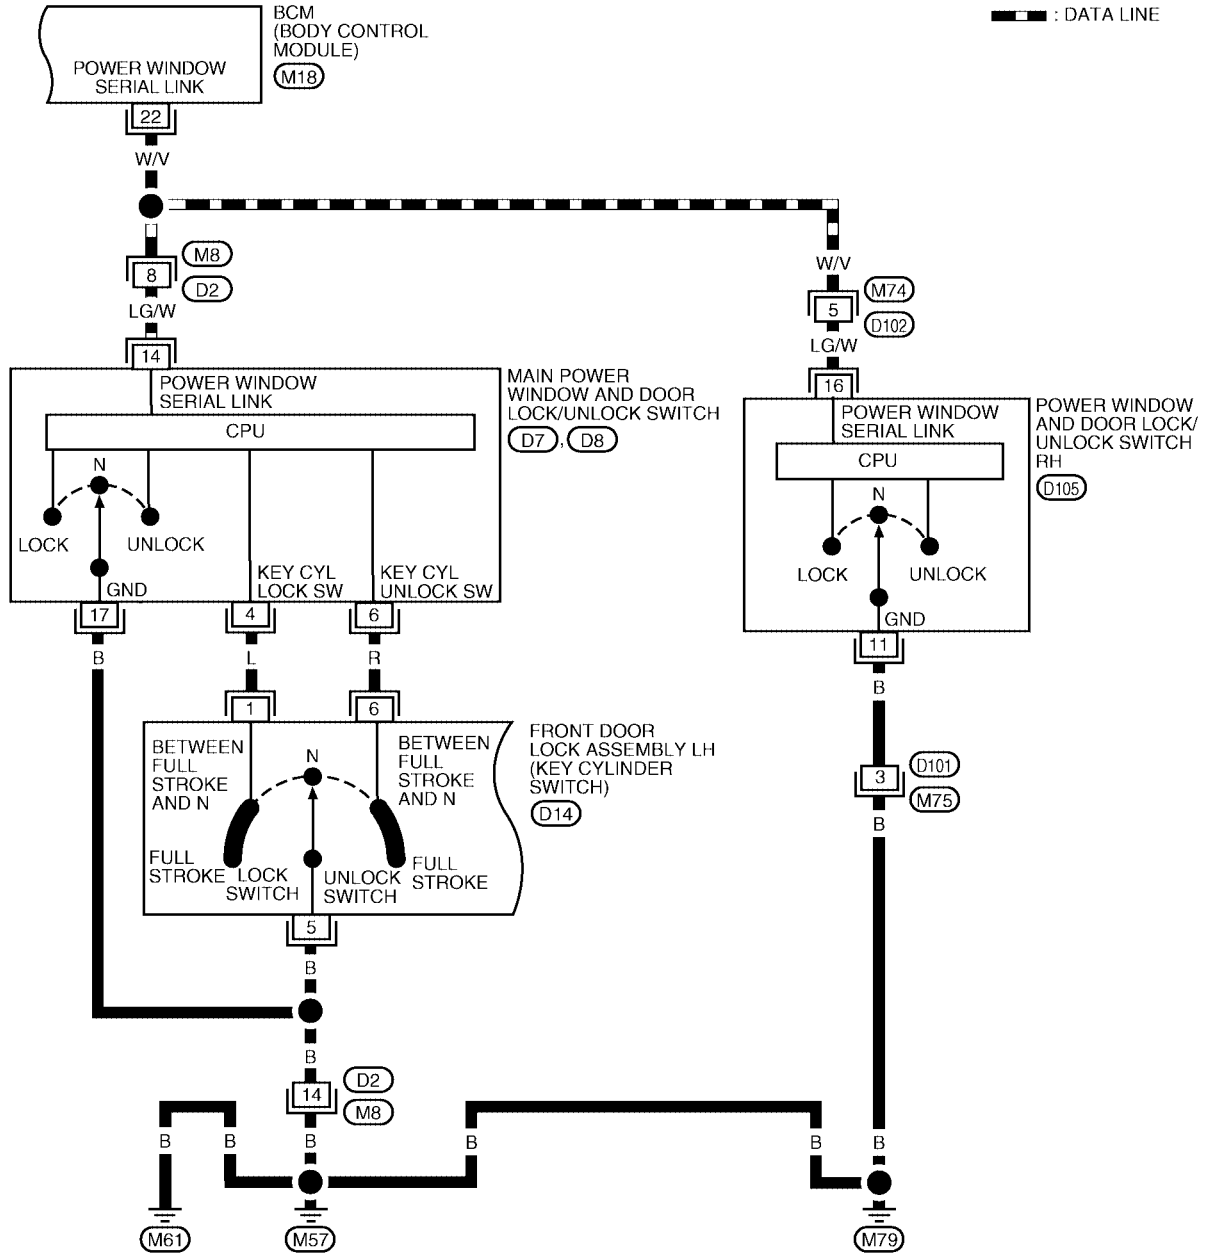 BCM
(BODY CONTROL
MODULE)
M18
: DATA LINE
POWER WINDOW
SERIAL LINK
22
W/V
M8
8
D2
LG/W
14
W/V
M74
5
D102
LG/W
16
POWER WINDOW
SERIAL LINK
CPU
N
LOCK
UNLOCK
GND
KEY CYL
LOCK SW
KEY CYL
UNLOCK SW
MAIN POWER
WINDOW AND DOOR
LOCK/UNLOCK SWITCH
D7 , D8
POWER WINDOW
SERIAL LINK
CPU
N
LOCK
UNLOCK
GND
POWER WINDOW
AND DOOR LOCK/
UNLOCK SWITCH
RH
D105
17
4
6
11
B
L
R
B
1
6
BETWEEN
FULL
STROKE
AND N
N
BETWEEN
FULL
STROKE
AND N
FULL
STROKE
LOCK
SWITCH
UNLOCK
SWITCH
FULL
STROKE
FRONT DOOR
LOCK ASSEMBLY LH
(KEY CYLINDER
SWITCH)
D14
D101
3
M75
B
5
B
B
D2
14
M8
B
B
B
B
B
B
M61
M57
M79